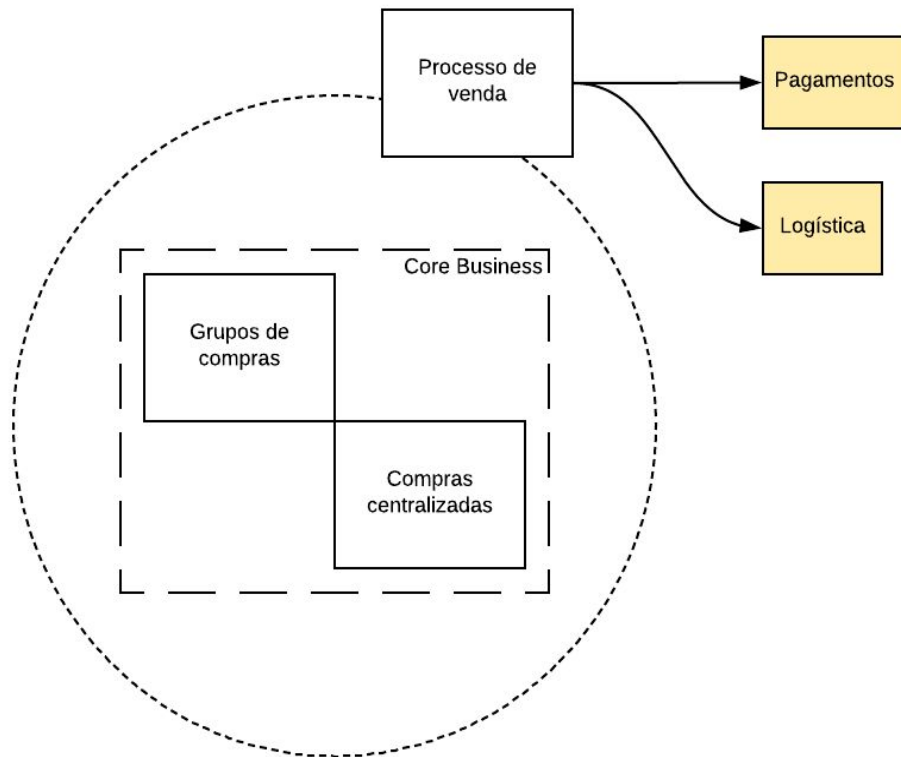 Processo de
venda
Pagamentos
Logística
Core Business
Grupos de
compras
Compras
centralizadas